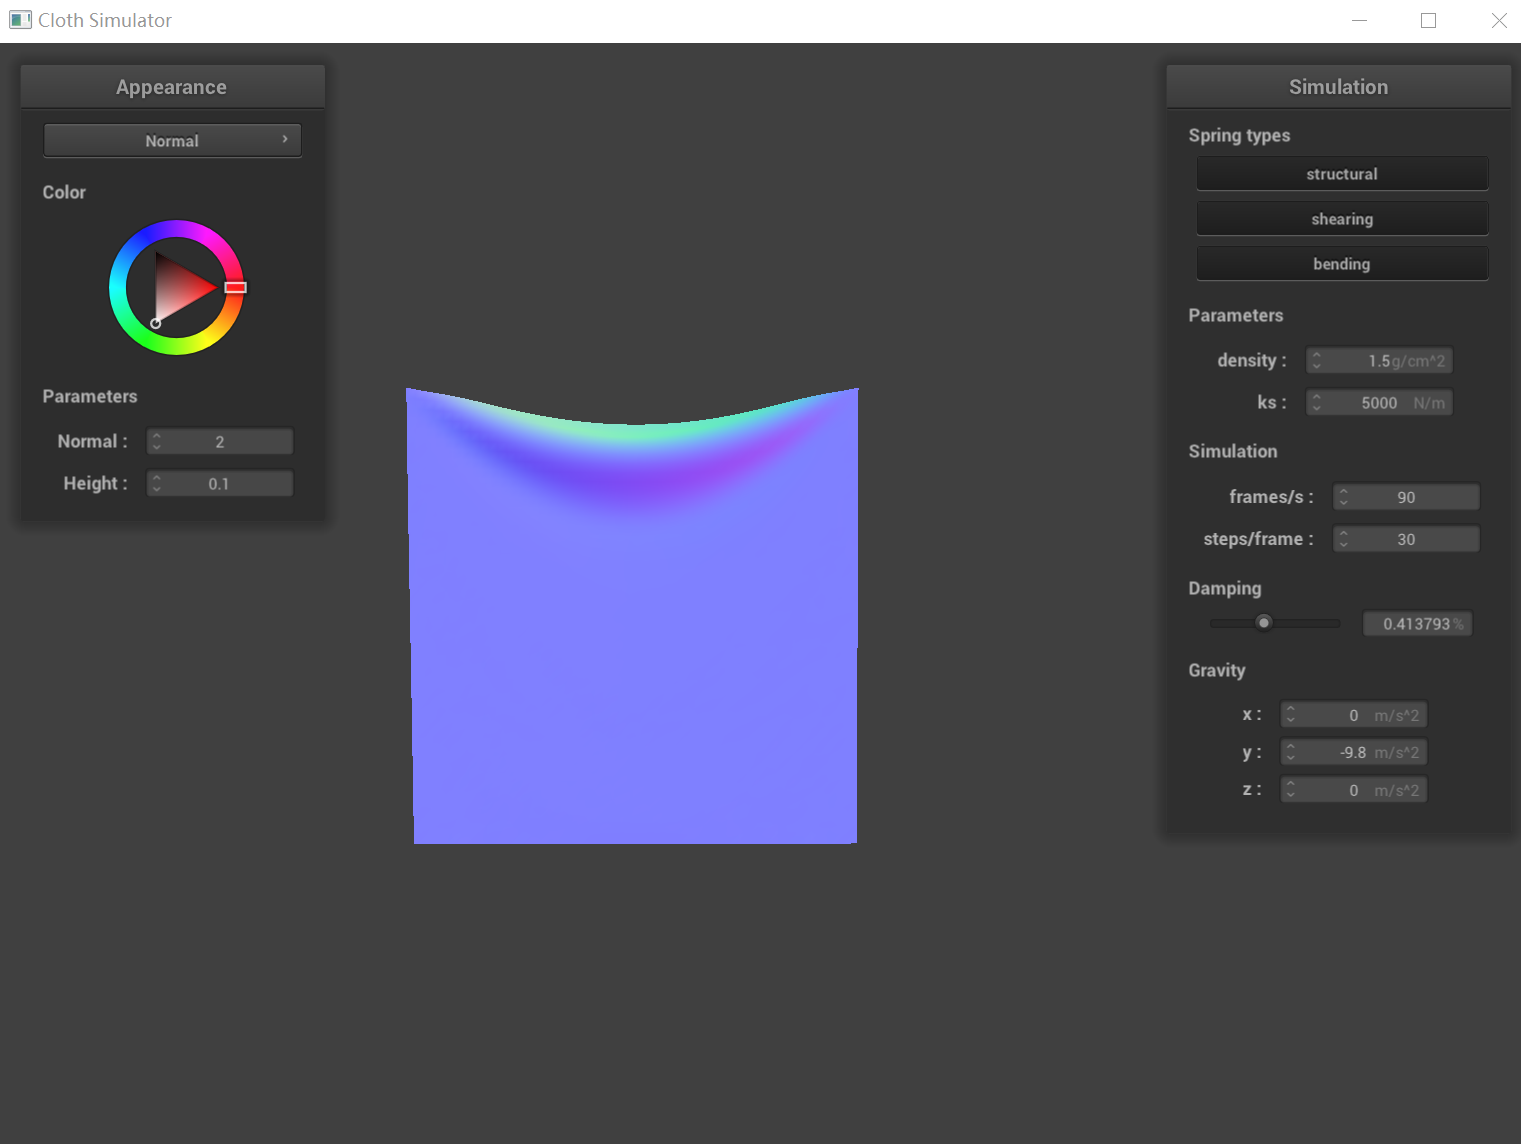 Cloth Simulator
Appearance
Normal
Color
Parameters
Normal : 2
Height : 0.1
Simulation
Spring types
structural
shearing
bending
Parameters
density : 1.5 g/cm^2
ks : 5000 N/m
Simulation
frames/s : 90
steps/frame : 30
Damping
0.413793 %
Gravity
x : 0 m/s^2
y : -9.8 m/s^2
z : 0 m/s^2